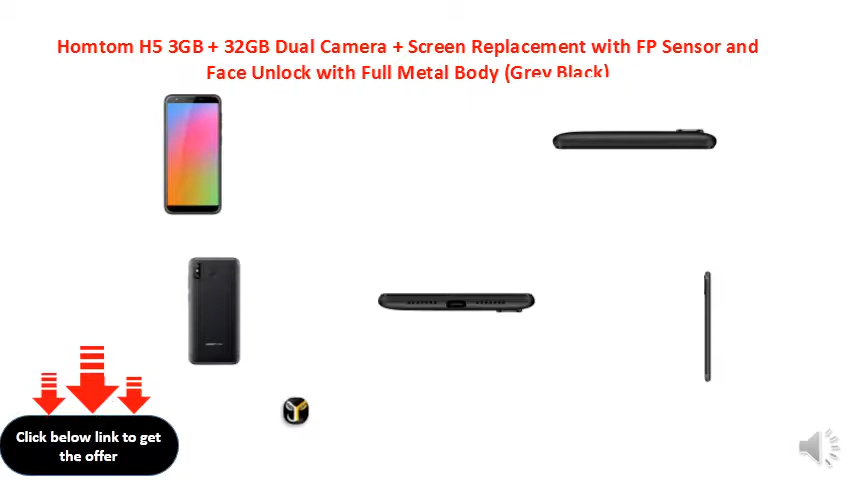 Homtom H5 3GB + 32GB Dual Camera + Screen Replacement with FP Sensor and
Face Unlock with Full Metal Body (Grey Black)
Click below link to get
the offer